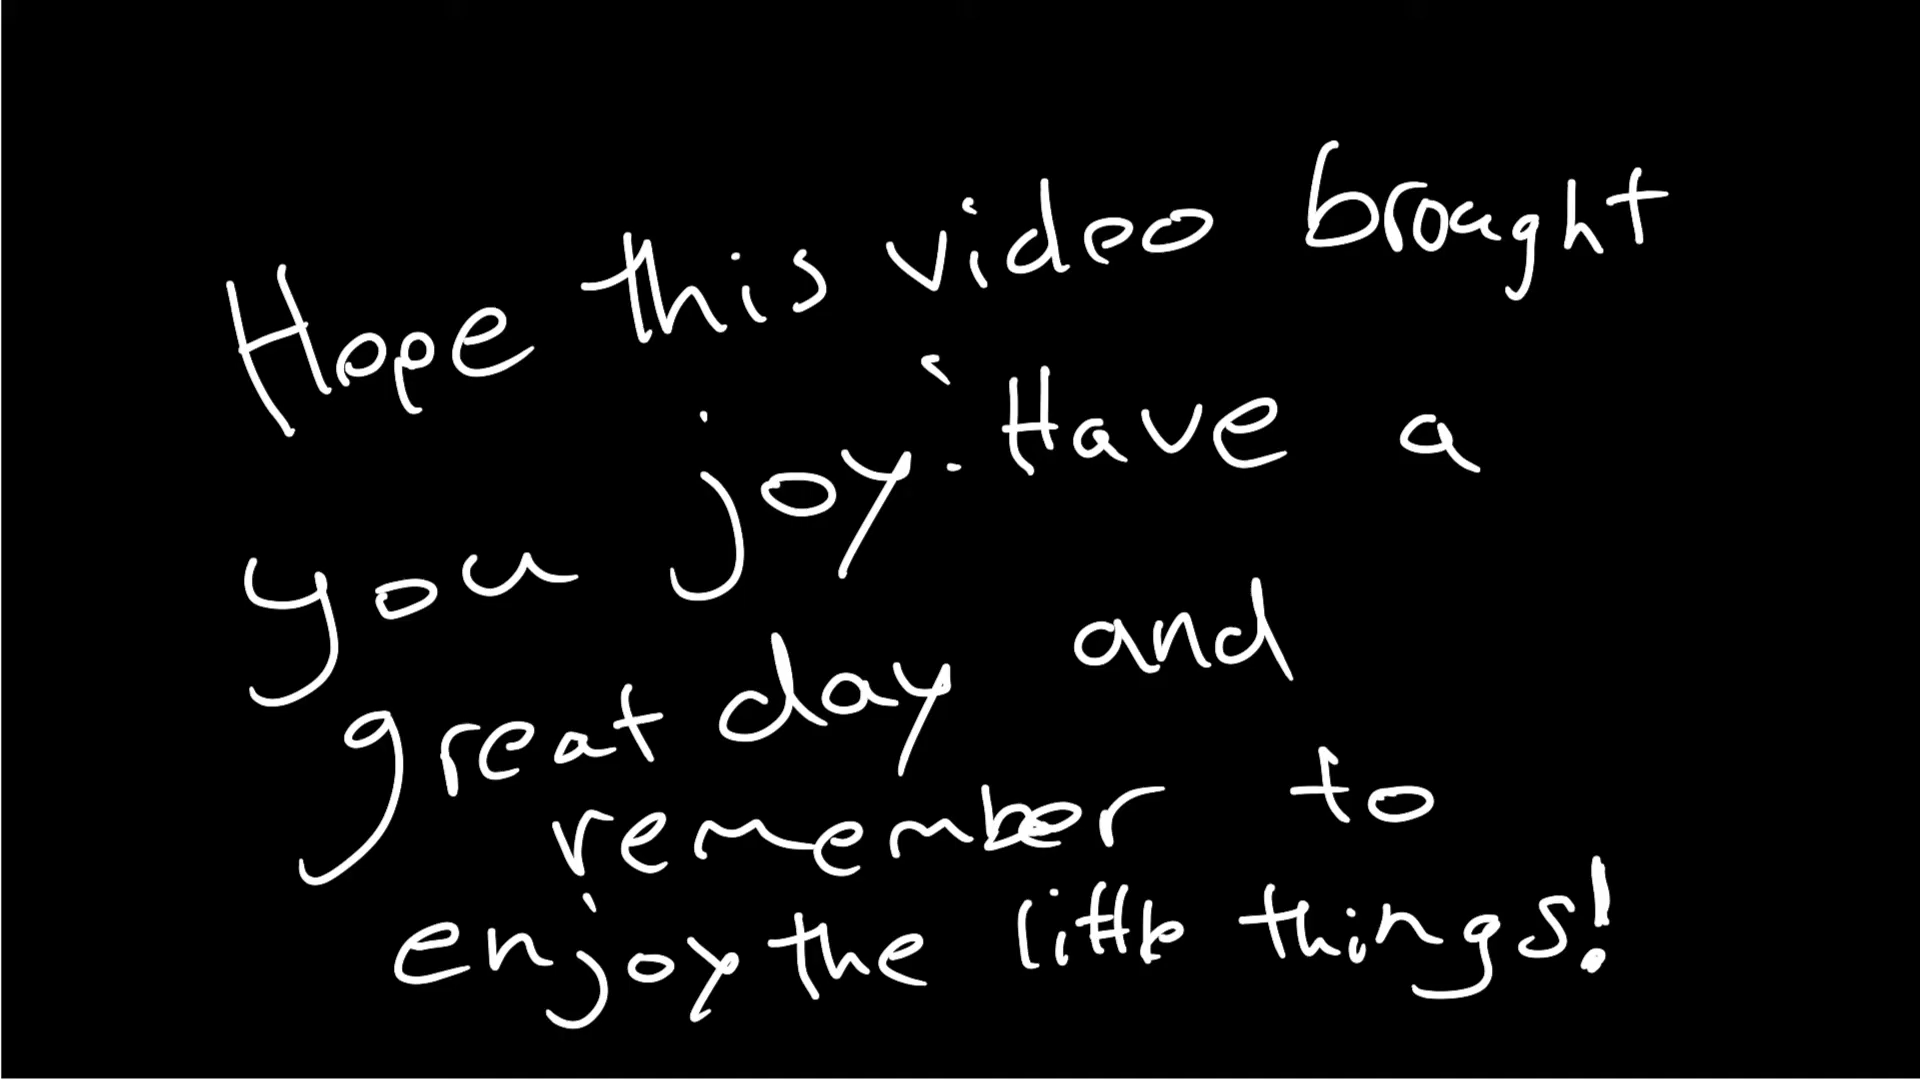 Hope this video brought
you joy. Have a
great day and
remember to
enjoy the little things!